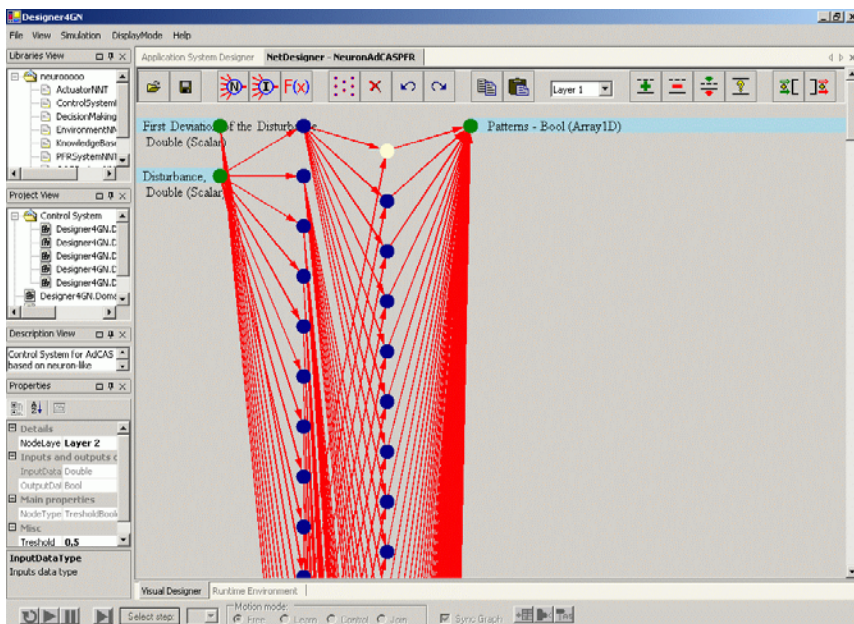 Designer4GN
File View Simulation DisplayMode Help
Libraries View
neurooooo
ActuatorNNT
ControlSystem
DecisionMaking
EnvironmentN
KnowledgeBase
PFRSystemNNT
Project View
Control System
Designer4GN.D
Designer4GN.D
Designer4GN.C
Designer4GN.C
Designer4GN.C
Designer4GN.Doma
Description View
Control System for AdCAS
based on neuron-like
Properties
Details
NodeLaye Layer 2
Inputs and outputs c
InputData Double
OutputDat Bool
Main properties
NodeType TresholdBool
Misc
Treshold 0,5
InputDataType
Inputs data type
Application System Designer NetDesigner - NeuronAdCASPFR
N I F(x) Layer 1
First Deviation of the Disturbance
Double (Scalar)
Disturbance,
Double (Scalar)
Patterns - Bool (Array1D)
Visual Designer Runtime Environment
Select step: Motion mode: Free Learn Control Join Sync Graph